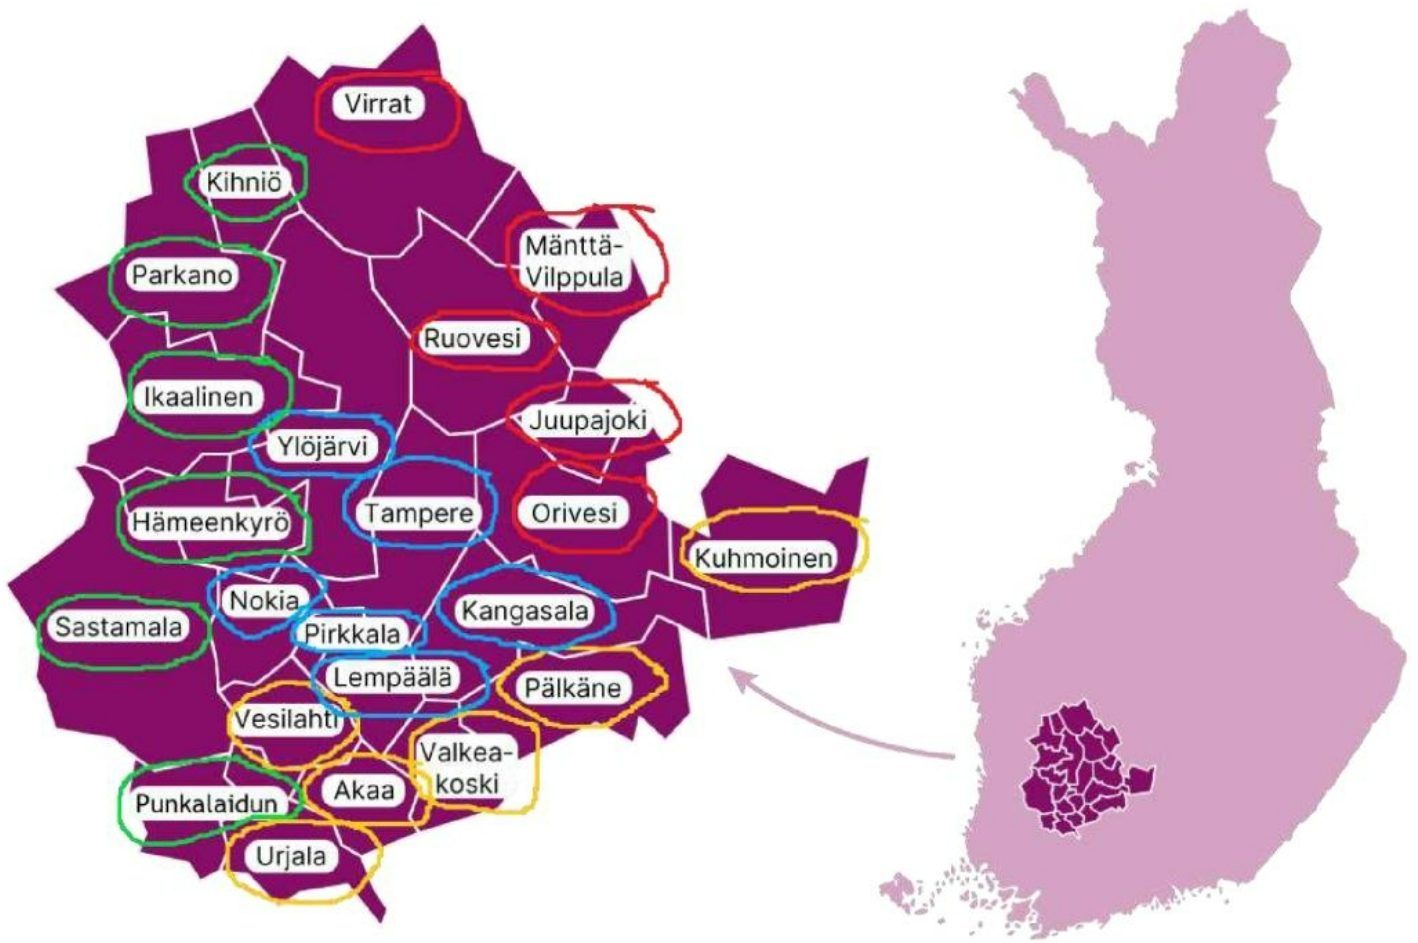 Virrat
Kihniö
Mänttä-
Vilppula
Parkano
Ruovesi
Ikaalinen
Juupajoki
Ylöjärvi
Hämeenkyrö
Tampere
Orivesi
Kuhmoinen
Nokia
Kangasala
Sastamala
Pirkkala
Lempäälä
Pälkäne
Vesilahti
Valkea-
koski
Akaa
Punkalaidun
Urjala